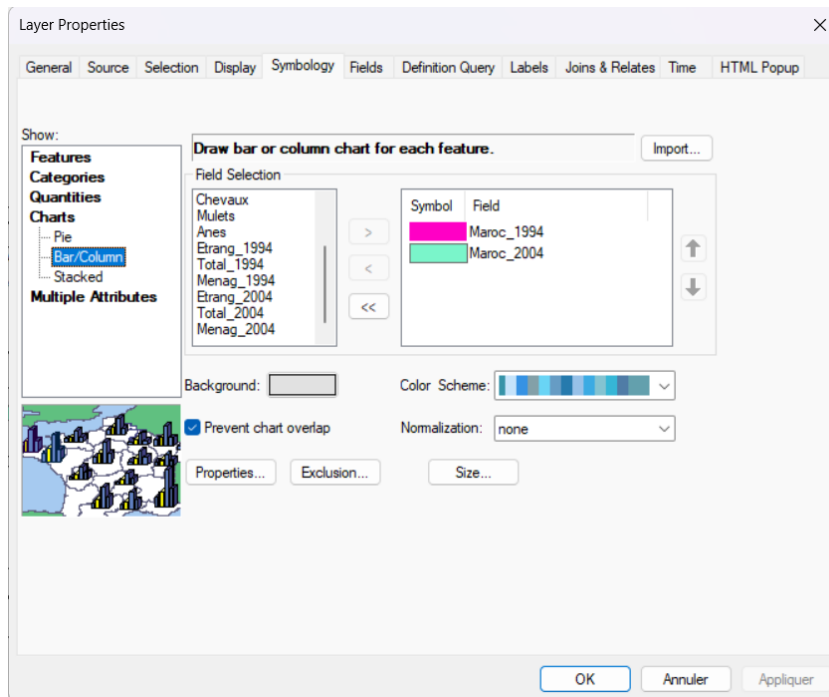 Layer Properties
General Source Selection Display Symbology Fields Definition Query Labels Joins & Relates Time HTML Popup
Show:
Features
Categories
Quantities
Charts
Pie
Bar/Column
Stacked
Multiple Attributes
Draw bar or column chart for each feature.
Import...
Field Selection
Chevaux
Mulets
Anes
Etrang_1994
Total_1994
Menag_1994
Etrang_2004
Total_2004
Menag_2004
>
<
<<
Symbol Field
Maroc_1994
Maroc_2004
Background:
Color Scheme:
Prevent chart overlap
Normalization: none
Properties... Exclusion... Size...
OK Annuler Appliquer